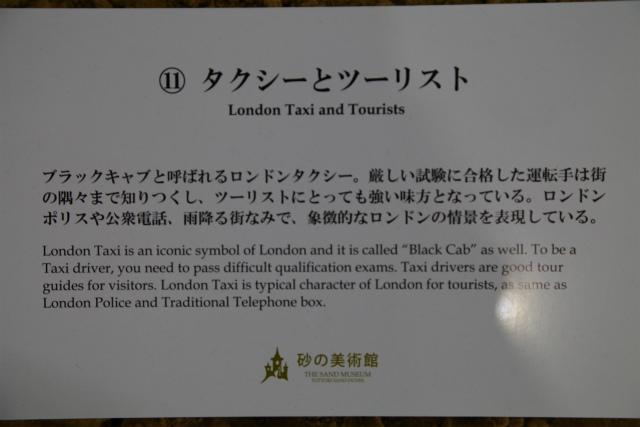 ⑪ タクシーとツーリスト
London Taxi and Tourists
ブラックキャブと呼ばれるロンドンタクシー。厳しい試験に合格した運転手は街
の隅々まで知りつくし、ツーリストにとっても強い味方となっている。ロンドン
ポリスや公衆電話、雨降る街なみで、象徴的なロンドンの情景を表現している。
London Taxi is an iconic symbol of London and it is called “Black Cab” as well. To be a
Taxi driver, you need to pass difficult qualification exams. Taxi drivers are good tour
guides for visitors. London Taxi is typical character of London for tourists, as same as
London Police and Traditional Telephone box.
砂の美術館
THE SAND MUSEUM
TOTTORI SAND DUNES